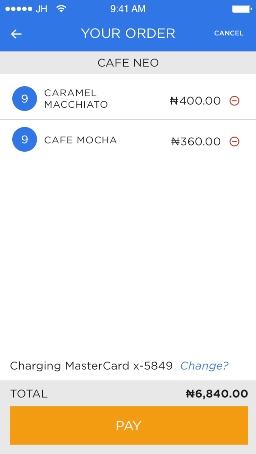 JH 9:41 AM
YOUR ORDER CANCEL
CAFE NEO
9 CARAMEL MACCHIATO ₦400.00
9 CAFE MOCHA ₦360.00
Charging MasterCard x-5849 Change?
TOTAL ₦6,840.00
PAY